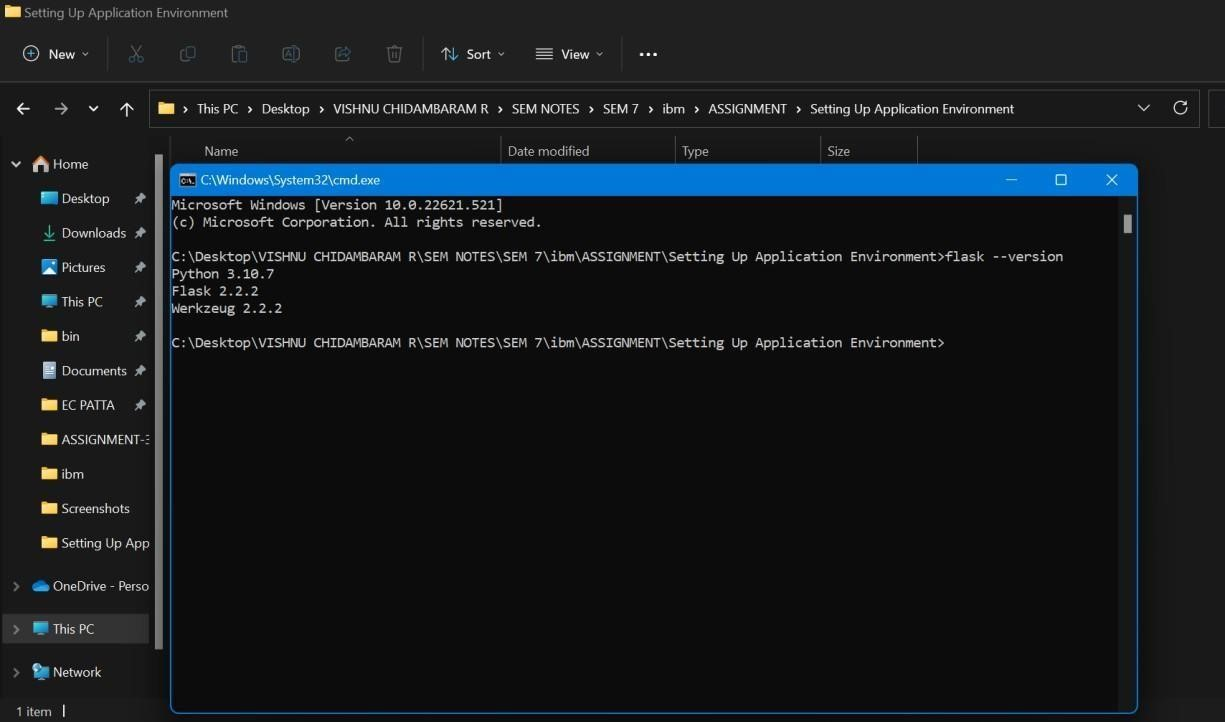 Setting Up Application Environment
New
Sort
View
This PC > Desktop > VISHNU CHIDAMBARAM R > SEM NOTES > SEM 7 > ibm > ASSIGNMENT > Setting Up Application Environment
Name Date modified Type Size
Home
Desktop
Downloads
Pictures
This PC
bin
Documents
EC PATTA
ASSIGNMENT-3
ibm
Screenshots
Setting Up App
OneDrive - Perso
This PC
Network
1 item
C:\Windows\System32\cmd.exe
Microsoft Windows [Version 10.0.22621.521]
(c) Microsoft Corporation. All rights reserved.
C:\Desktop\VISHNU CHIDAMBARAM R\SEM NOTES\SEM 7\ibm\ASSIGNMENT\Setting Up Application Environment>flask --version
Python 3.10.7
Flask 2.2.2
Werkzeug 2.2.2
C:\Desktop\VISHNU CHIDAMBARAM R\SEM NOTES\SEM 7\ibm\ASSIGNMENT\Setting Up Application Environment>